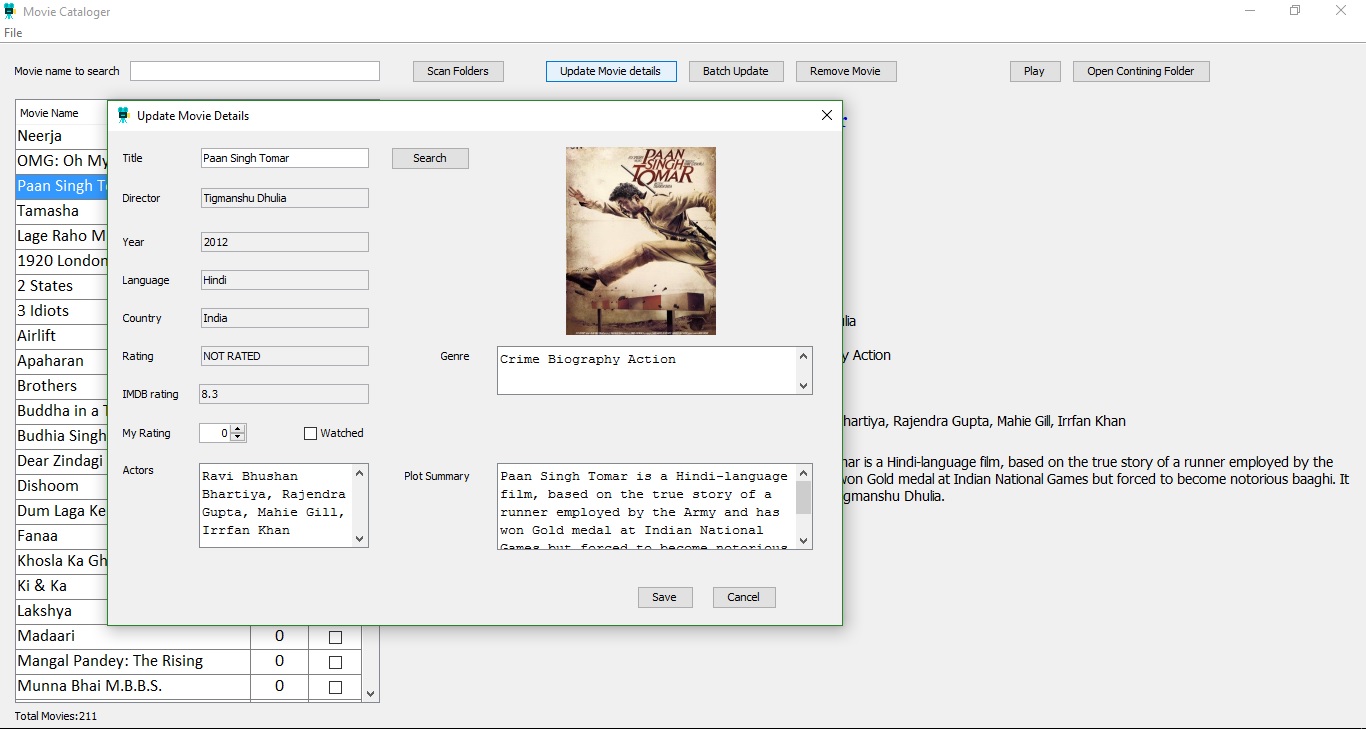 Movie Cataloger
File
Movie name to search
Scan Folders
Update Movie details
Batch Update
Remove Movie
Play
Open Contining Folder
Movie Name
Neerja
OMG: Oh My
Paan Singh T
Tamasha
Lage Raho M
1920 London
2 States
3 Idiots
Airlift
Apaharan
Brothers
Buddha in a T
Budhia Singh
Dear Zindagi
Dishoom
Dum Laga Ke
Fanaa
Khosla Ka Gh
Ki & Ka
Lakshya
Madaari 0
Mangal Pandey: The Rising 0
Munna Bhai M.B.B.S. 0
Total Movies:211
Update Movie Details
Title Paan Singh Tomar Search
Director Tigmanshu Dhulia
Year 2012
Language Hindi
Country India
Rating NOT RATED
IMDB rating 8.3
My Rating 0 Watched
Actors
Ravi Bhushan
Bhartiya, Rajendra
Gupta, Mahie Gill,
Irrfan Khan
PAAN
SINGH
TOMAR
Genre Crime Biography Action
Plot Summary
Paan Singh Tomar is a Hindi-language
film, based on the true story of a
runner employed by the Army and has
won Gold medal at Indian National
Games but forced to become notorious
Save Cancel
lia
y Action
hartiya, Rajendra Gupta, Mahie Gill, Irrfan Khan
mar is a Hindi-language film, based on the true story of a runner employed by the
won Gold medal at Indian National Games but forced to become notorious baaghi. It
gmanshu Dhulia.